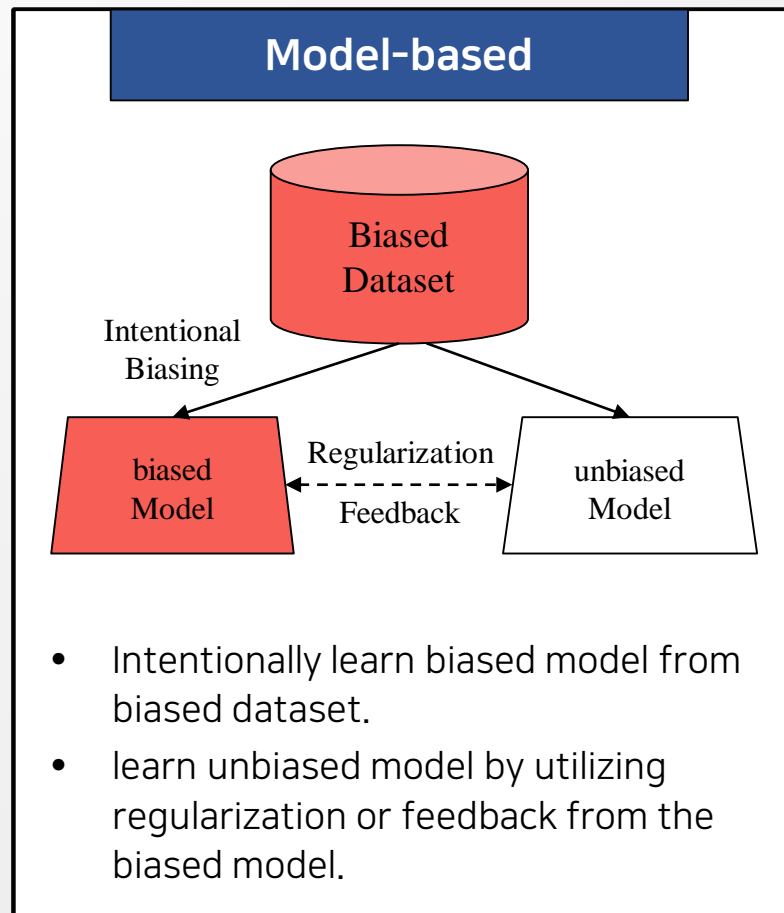 Model-based
Biased
Dataset
Intentional
Biasing
biased
Model
Regularization
Feedback
unbiased
Model
• Intentionally learn biased model from
biased dataset.
• learn unbiased model by utilizing
regularization or feedback from the
biased model.